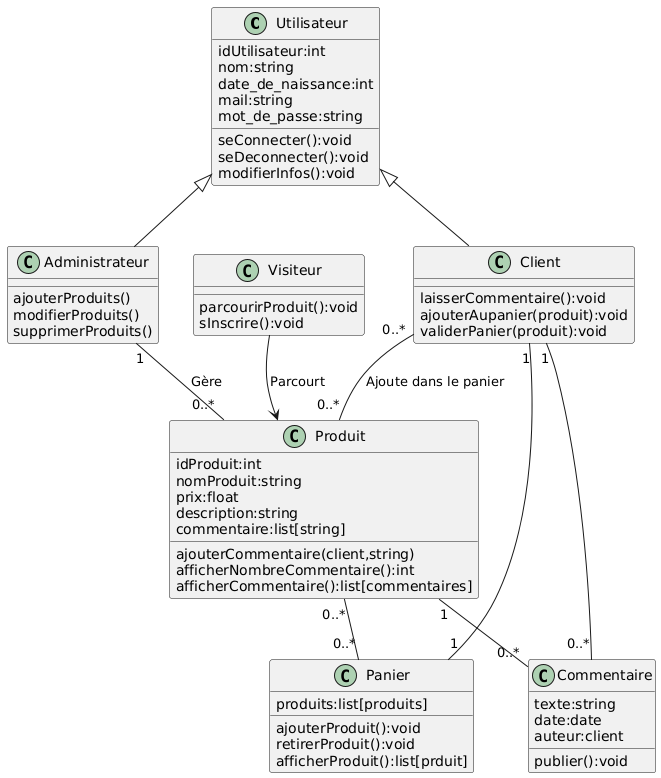 C Utilisateur
idUtilisateur:int
nom:string
date_de_naissance:int
mail:string
mot_de_passe:string
seConnecter():void
seDeconnecter():void
modifierInfos():void
C Administrateur
ajouterProduits()
modifierProduits()
supprimerProduits()
C Visiteur
parcourirProduit():void
sInscrire():void
C Client
laisserCommentaire():void
ajouterAupanier(produit):void
validerPanier(produit):void
1
Gère
0..*
Parcourt
0..*
Ajoute dans le panier
0..*
1
1
C Produit
idProduit:int
nomProduit:string
prix:float
description:string
commentaire:list[string]
ajouterCommentaire(client,string)
afficherNombreCommentaire():int
afficherCommentaire():list[commentaires]
0..*
0..*
1
1
0..*
0..*
C Panier
produits:list[produits]
ajouterProduit():void
retirerProduit():void
afficherProduit():list[prduit]
C Commentaire
texte:string
date:date
auteur:client
publier():void